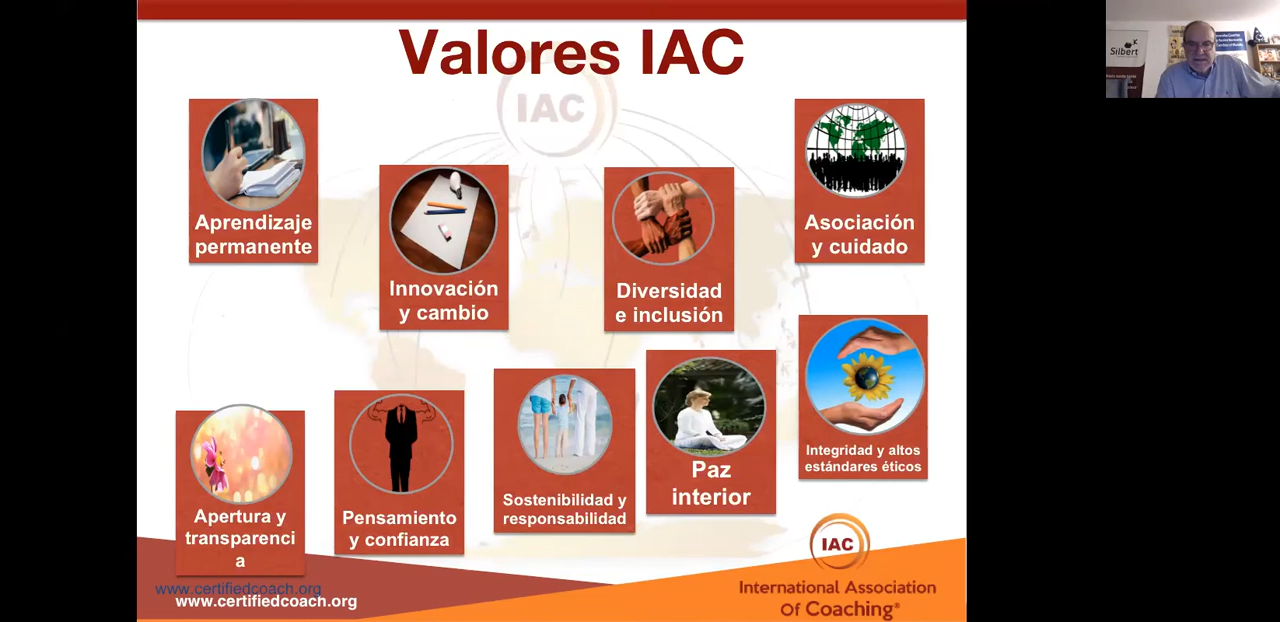 Valores IAC
IAC
Aprendizaje
permanente
Innovación
y cambio
Diversidad
e inclusión
Asociación
y cuidado
Apertura y
transparenci
a
Pensamiento
y confianza
Sostenibilidad y
responsabilidad
Paz
interior
Integridad y altos
estándares éticos
www.certifiedcoach.org
www.certifiedcoach.org
IAC
International Association
Of Coaching®
Silbert